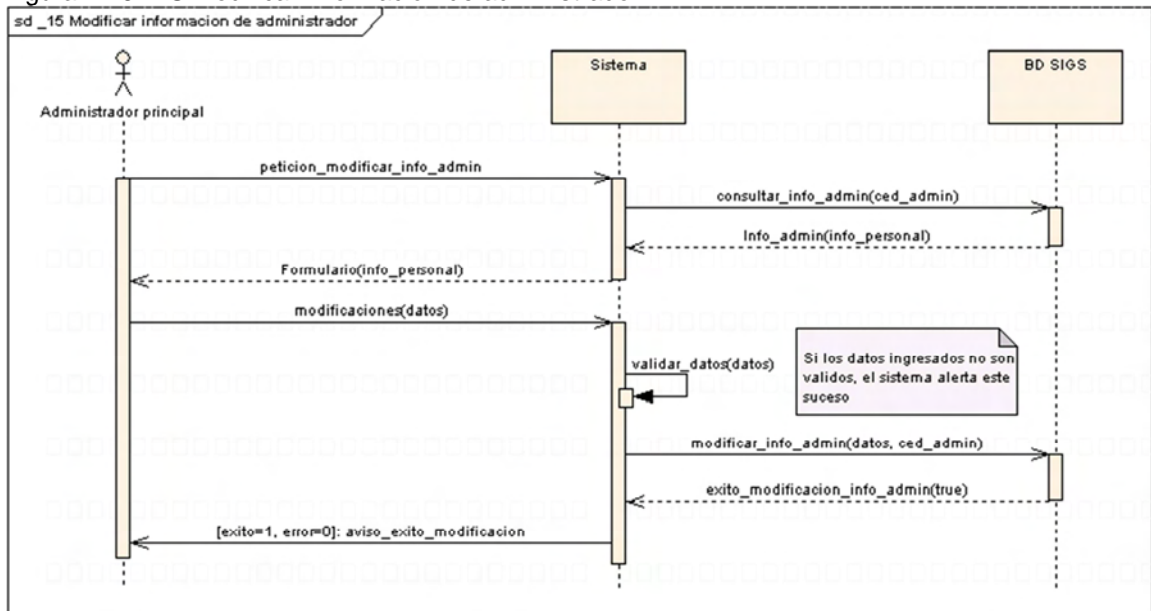 sd _15 Modificar informacion de administrador
Sistema
BD SIGS
Administrador principal
peticion_modificar_info_admin
consultar_info_admin(ced_admin)
Info_admin(info_personal)
Formulario(info_personal)
modificaciones(datos)
validar_datos(datos)
Si los datos ingresados no son
validos, el sistema alerta este
suceso
modificar_info_admin(datos, ced_admin)
exito_modificacion_info_admin(true)
[exito=1, error=0]: aviso_exito_modificacion